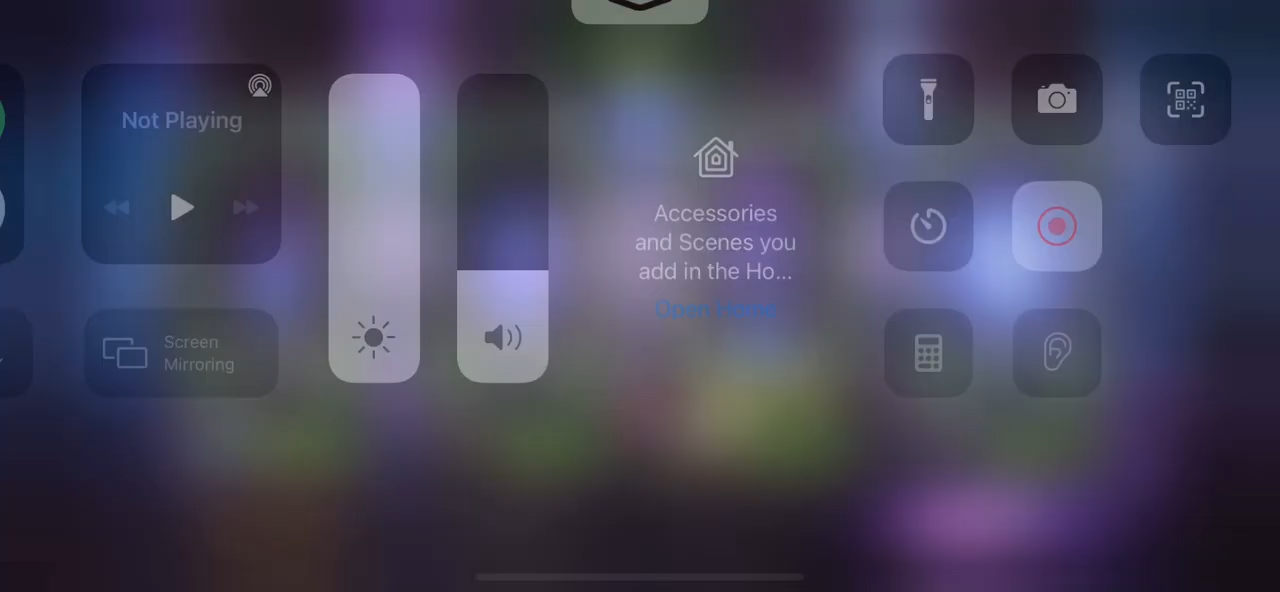 Not Playing
Screen
Mirroring
Accessories
and Scenes you
add in the Ho...
Open Home